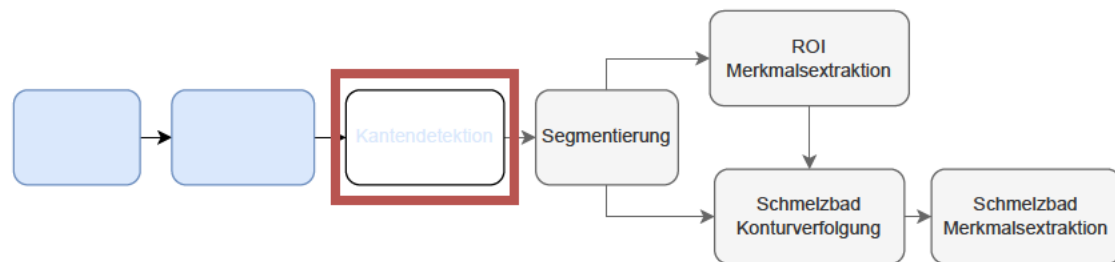 Kantendetektion
Segmentierung
ROI
Merkmalsextraktion
Schmelzbad
Konturverfolgung
Schmelzbad
Merkmalsextraktion